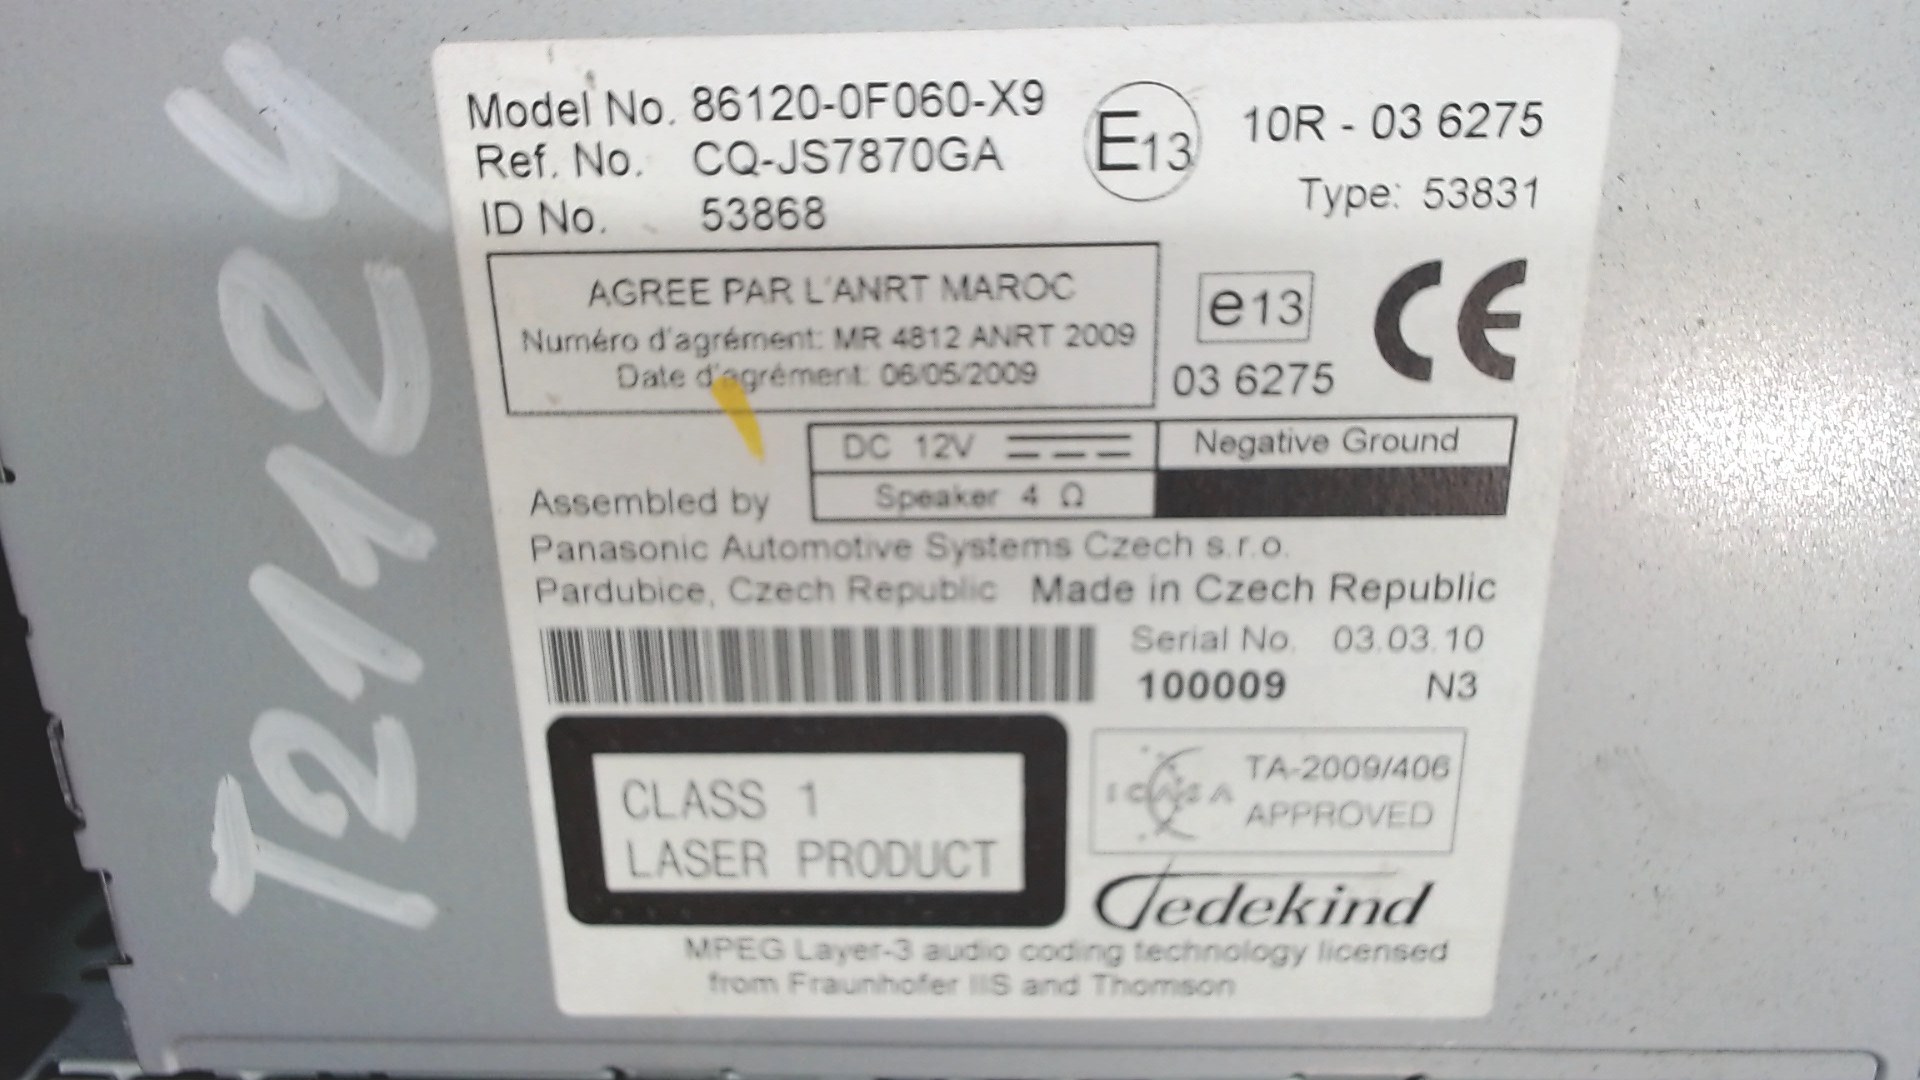 T21124
Model No. 86120-0F060-X9
Ref. No. CQ-JS7870GA
ID No. 53868
E13
10R - 03 6275
Type: 53831
AGREE PAR L'ANRT MAROC
Numéro d'agrément: MR 4812 ANRT 2009
Date d'agrément: 06/05/2009
e13
03 6275
CE
DC 12V
Negative Ground
Speaker 4 Ω
Assembled by
Panasonic Automotive Systems Czech s.r.o.
Pardubice, Czech Republic Made in Czech Republic
Serial No. 03.03.10
100009 N3
CLASS 1
LASER PRODUCT
ICASA
TA-2009/406
APPROVED
Tedekind
MPEG Layer-3 audio coding technology licensed
from Fraunhofer IIS and Thomson